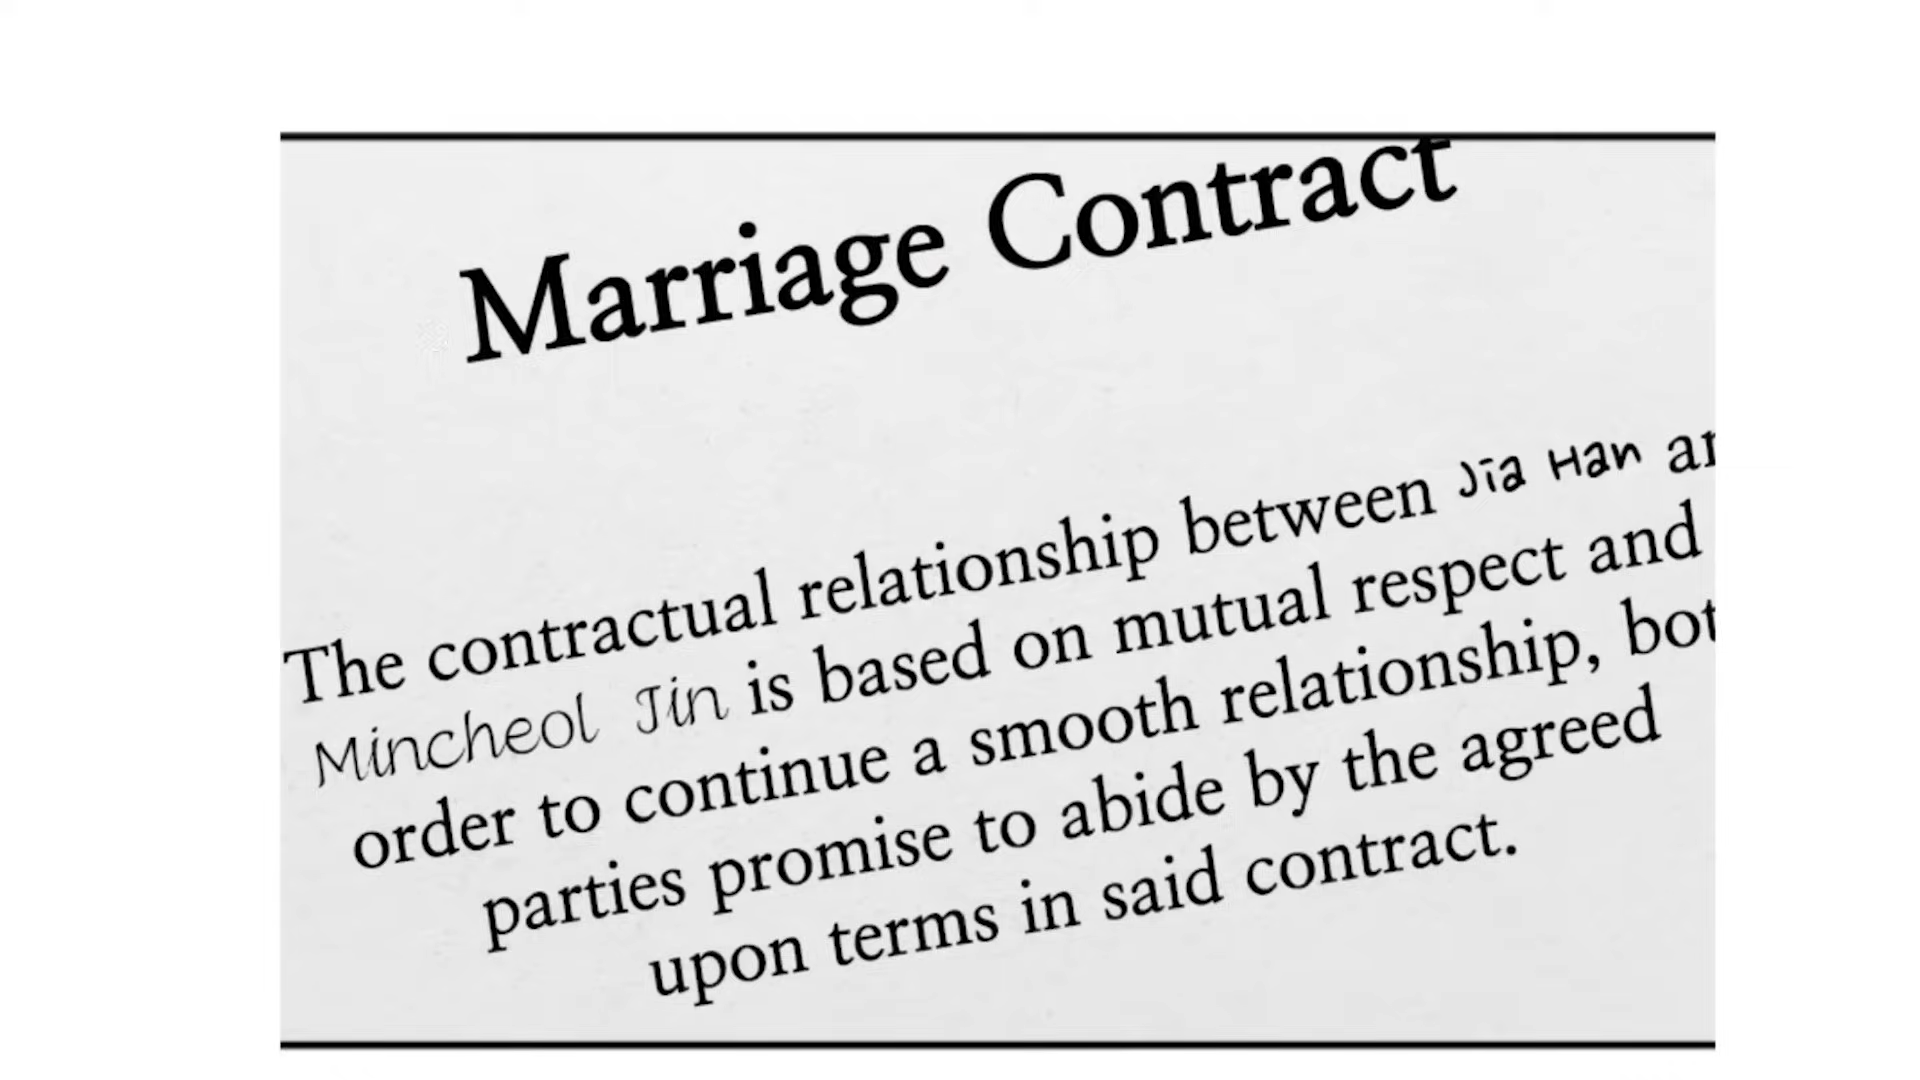 Marriage Contract
The contractual relationship between Jia Han
Mincheol Jin is based on mutual respect and
order to continue a smooth relationship,
parties promise to abide by the agreed
upon terms in said contract.